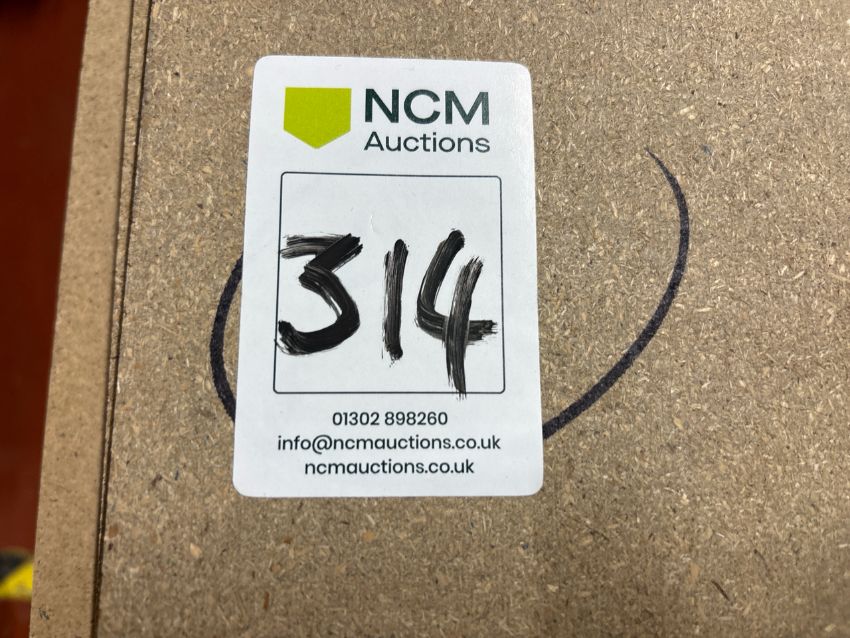 NCM
Auctions
314
01302 898260
info@ncmauctions.co.uk
ncmauctions.co.uk